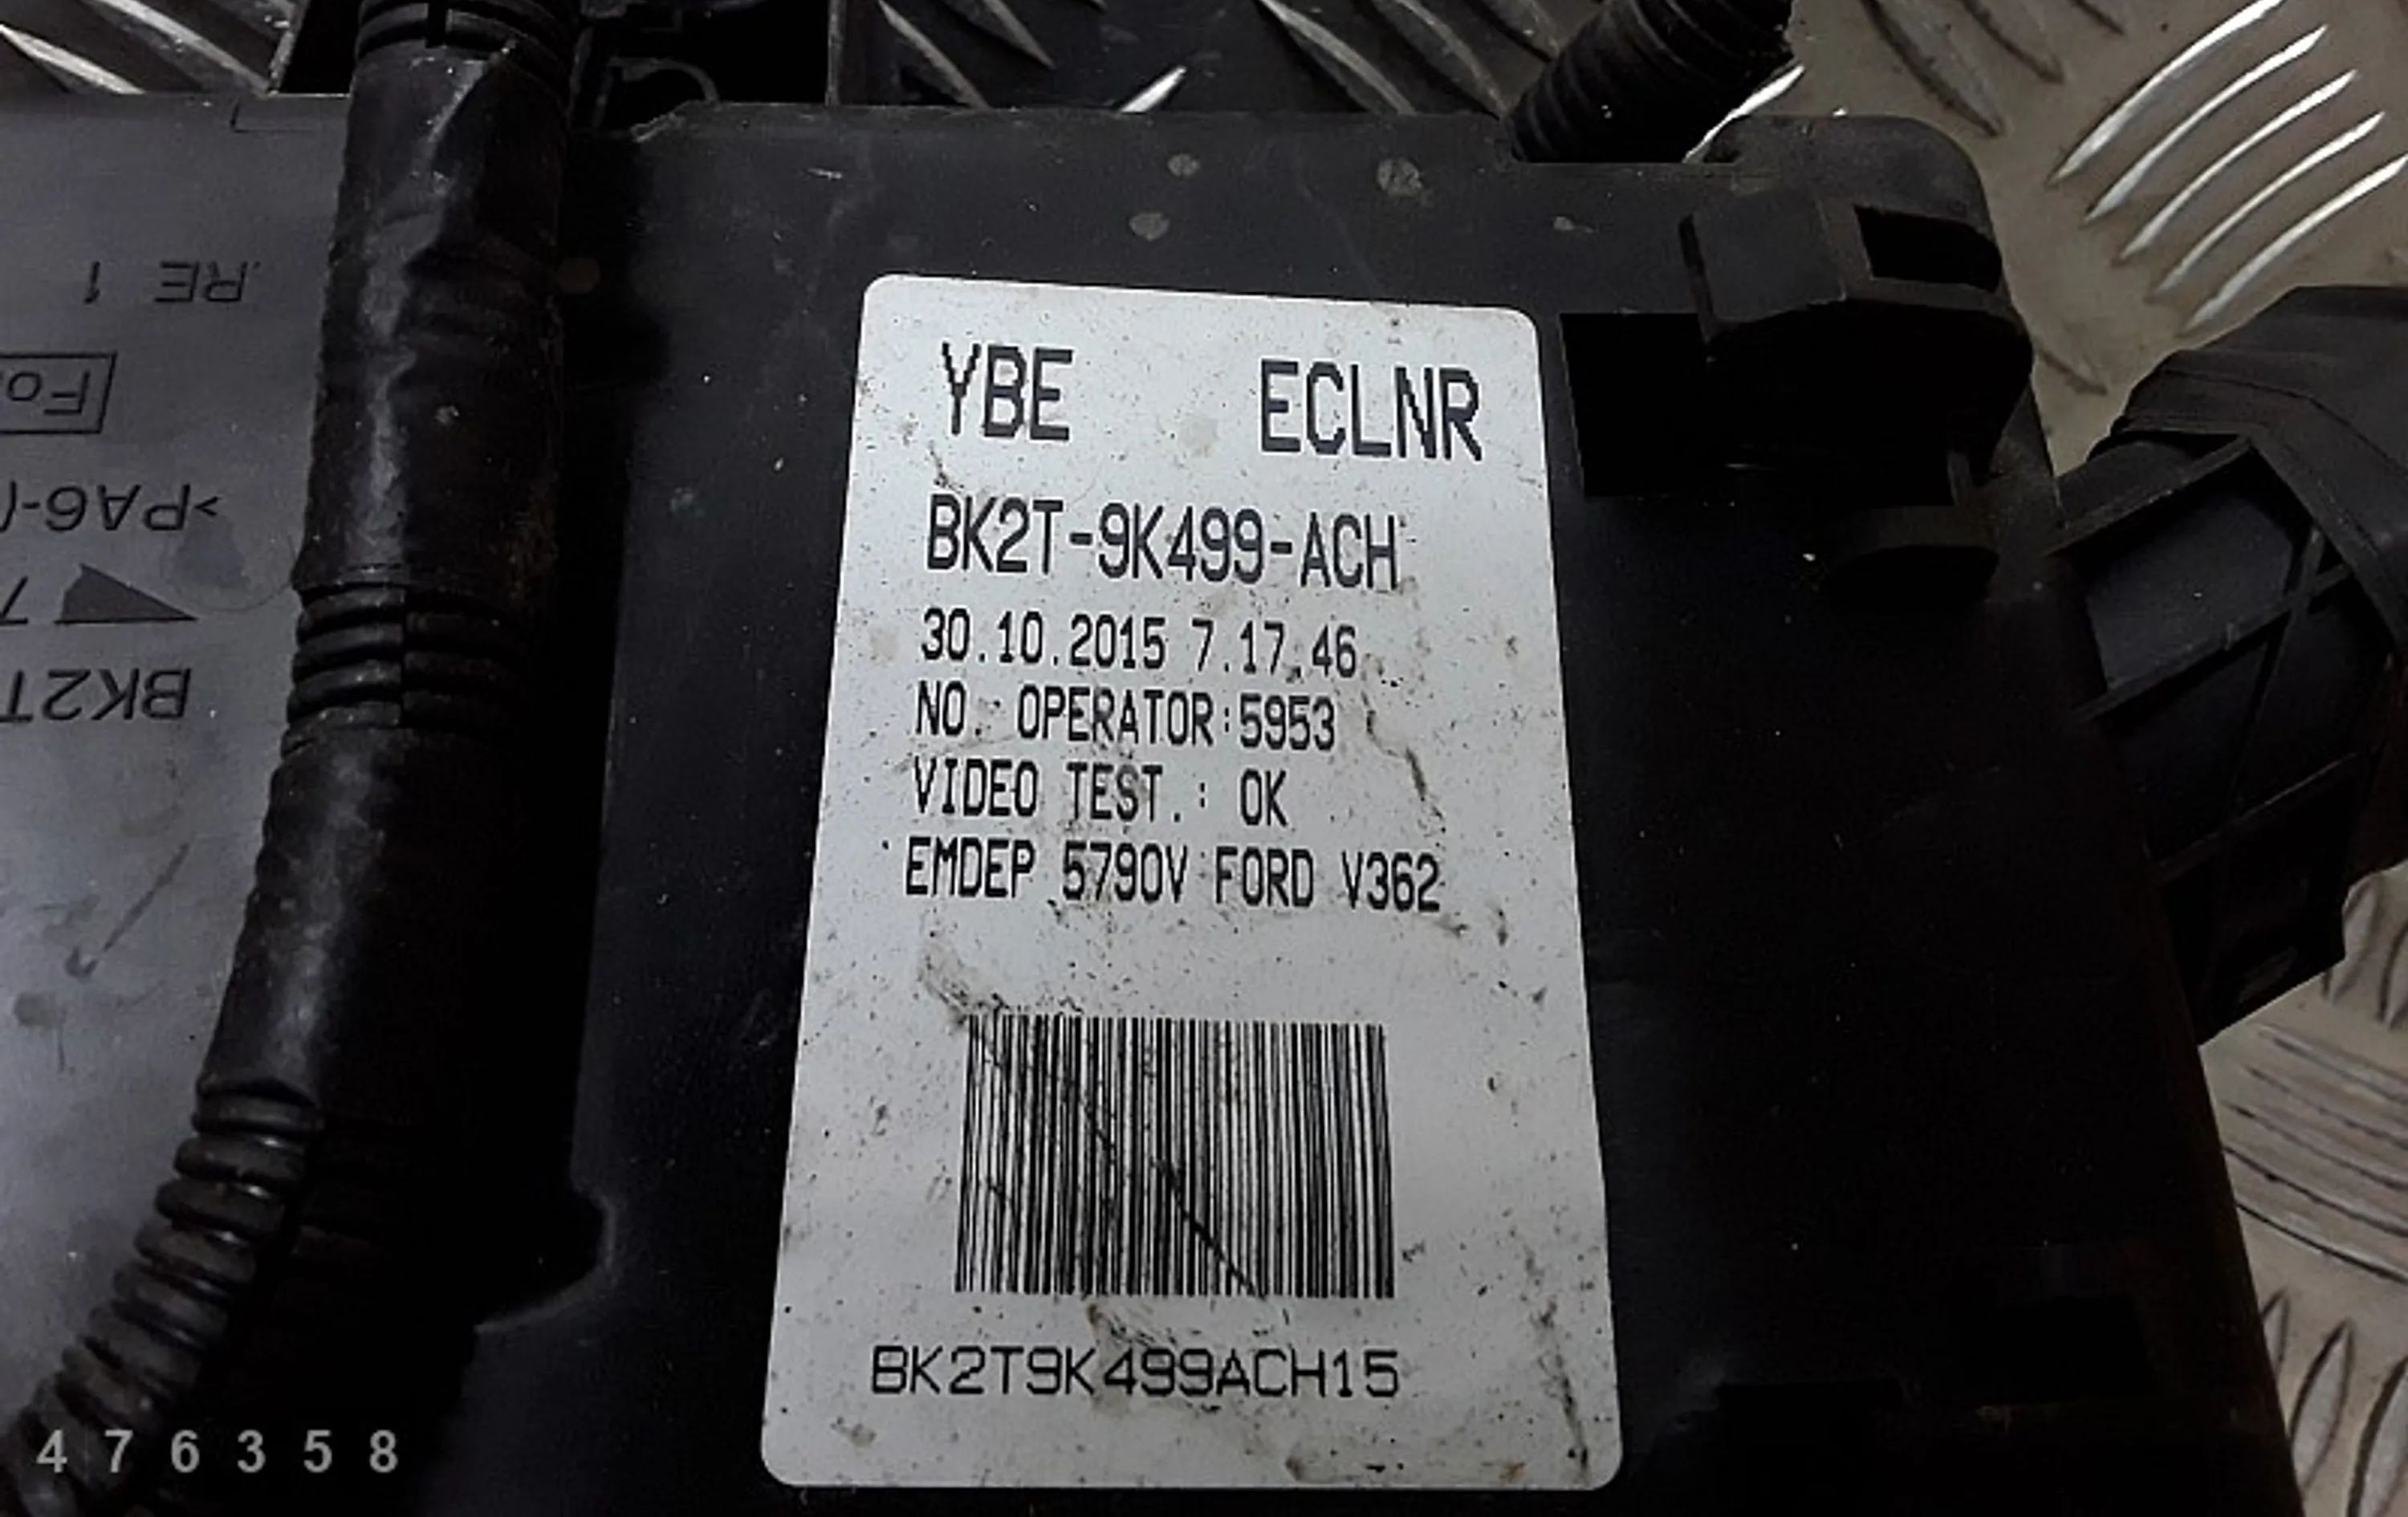 YBE ECLNR
BK2T-9K499-ACH
30.10.2015 7.17.46
NO. OPERATOR:5953
VIDEO TEST.: OK
EMDEP 5790V FORD V362
BK2T9K499ACH15
BK2T
>PA6-(
.RE 1
476358